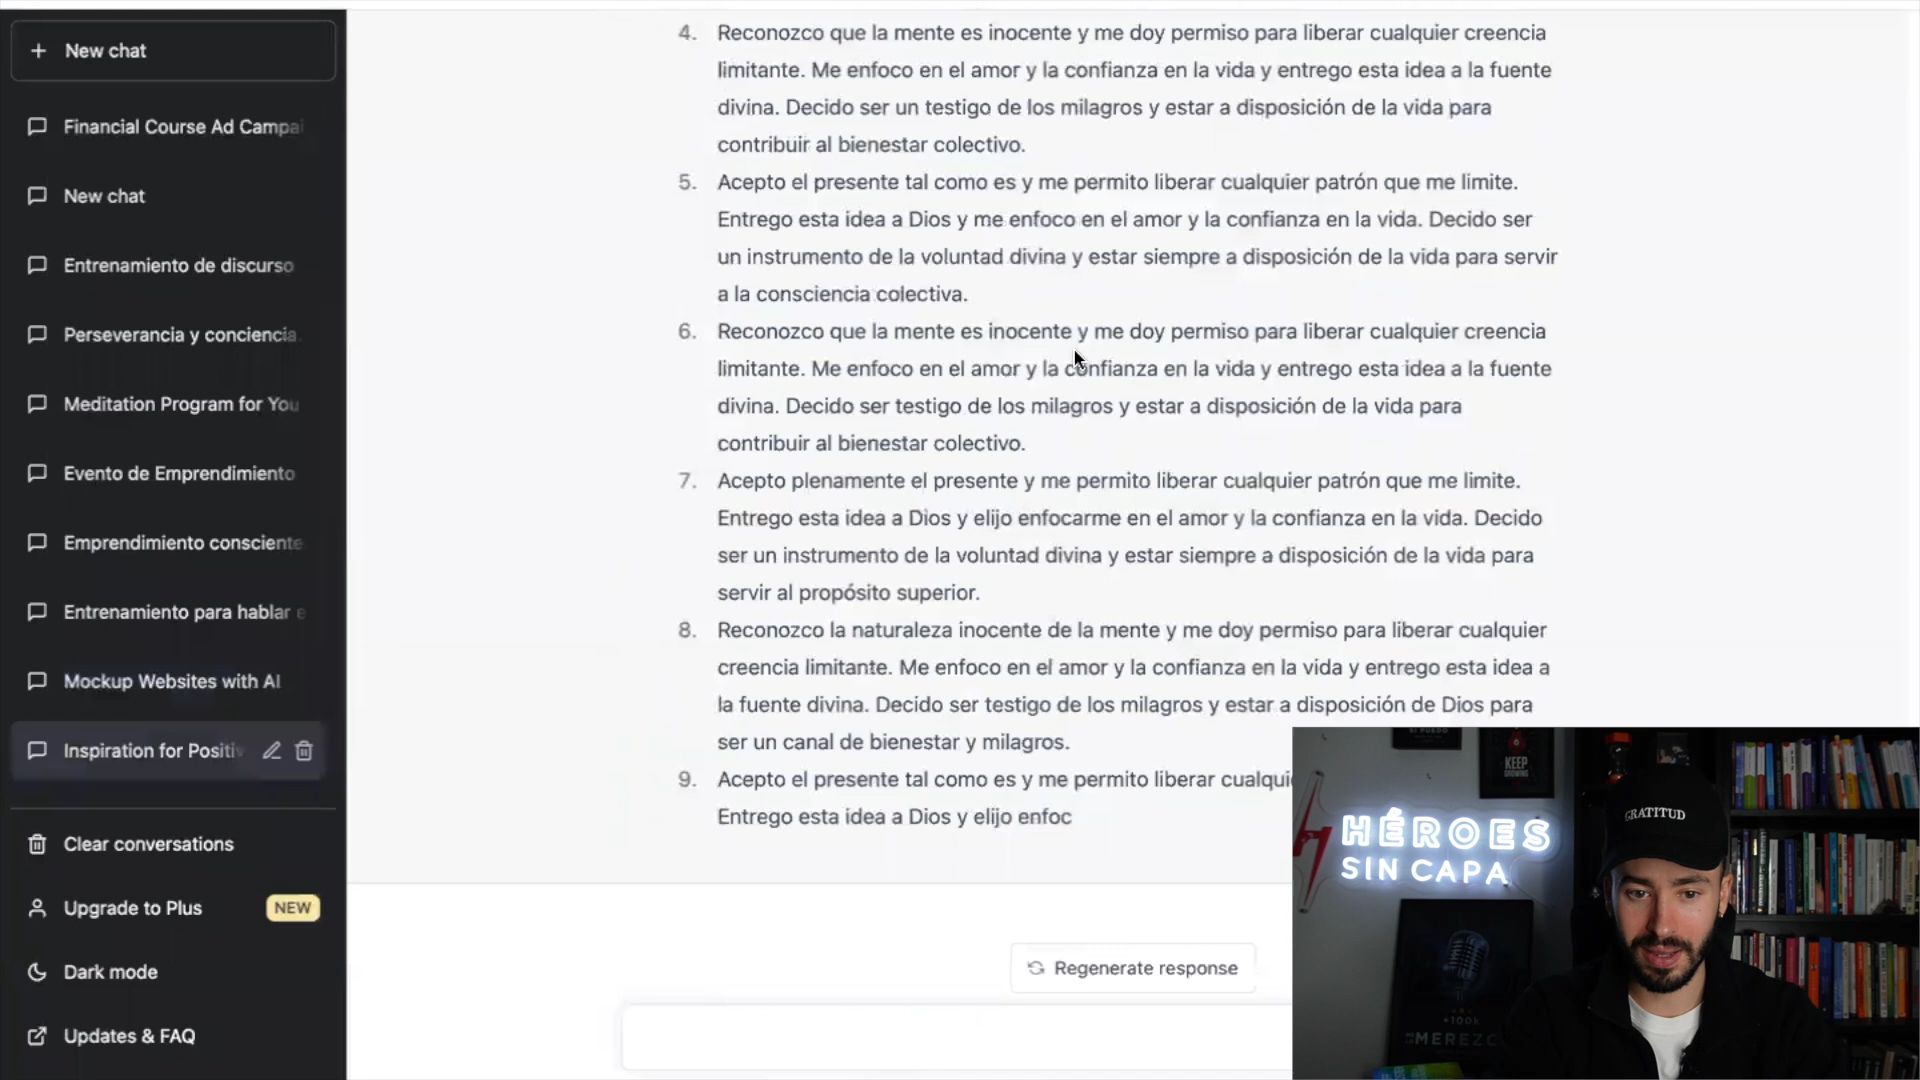 New chat
Financial Course Ad Campai
New chat
Entrenamiento de discurso
Perseverancia y conciencia
Meditation Program for You
Evento de Emprendimiento
Emprendimiento consciente
Entrenamiento para hablar e
Mockup Websites with AI
Inspiration for Positiv
Clear conversations
Upgrade to Plus NEW
Dark mode
Updates & FAQ
4. Reconozco que la mente es inocente y me doy permiso para liberar cualquier creencia
limitante. Me enfoco en el amor y la confianza en la vida y entrego esta idea a la fuente
divina. Decido ser un testigo de los milagros y estar a disposición de la vida para
contribuir al bienestar colectivo.
5. Acepto el presente tal como es y me permito liberar cualquier patrón que me limite.
Entrego esta idea a Dios y me enfoco en el amor y la confianza en la vida. Decido ser
un instrumento de la voluntad divina y estar siempre a disposición de la vida para servir
a la consciencia colectiva.
6. Reconozco que la mente es inocente y me doy permiso para liberar cualquier creencia
limitante. Me enfoco en el amor y la confianza en la vida y entrego esta idea a la fuente
divina. Decido ser testigo de los milagros y estar a disposición de la vida para
contribuir al bienestar colectivo.
7. Acepto plenamente el presente y me permito liberar cualquier patrón que me limite.
Entrego esta idea a Dios y elijo enfocarme en el amor y la confianza en la vida. Decido
ser un instrumento de la voluntad divina y estar siempre a disposición de la vida para
servir al propósito superior.
8. Reconozco la naturaleza inocente de la mente y me doy permiso para liberar cualquier
creencia limitante. Me enfoco en el amor y la confianza en la vida y entrego esta idea a
la fuente divina. Decido ser testigo de los milagros y estar a disposición de Dios para
ser un canal de bienestar y milagros.
9. Acepto el presente tal como es y me permito liberar cualqui
Entrego esta idea a Dios y elijo enfoc
Regenerate response
SI PUEDO
KEEP
GROWING
HÉROES
SIN CAPA
GRATITUD
+100k
MEREZC